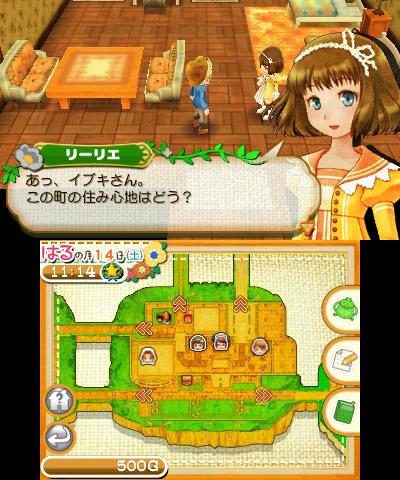 リーリエ
あっ、イブキさん。
この町の住み心地はどう？
はるの月14日(土)
11:14
500G